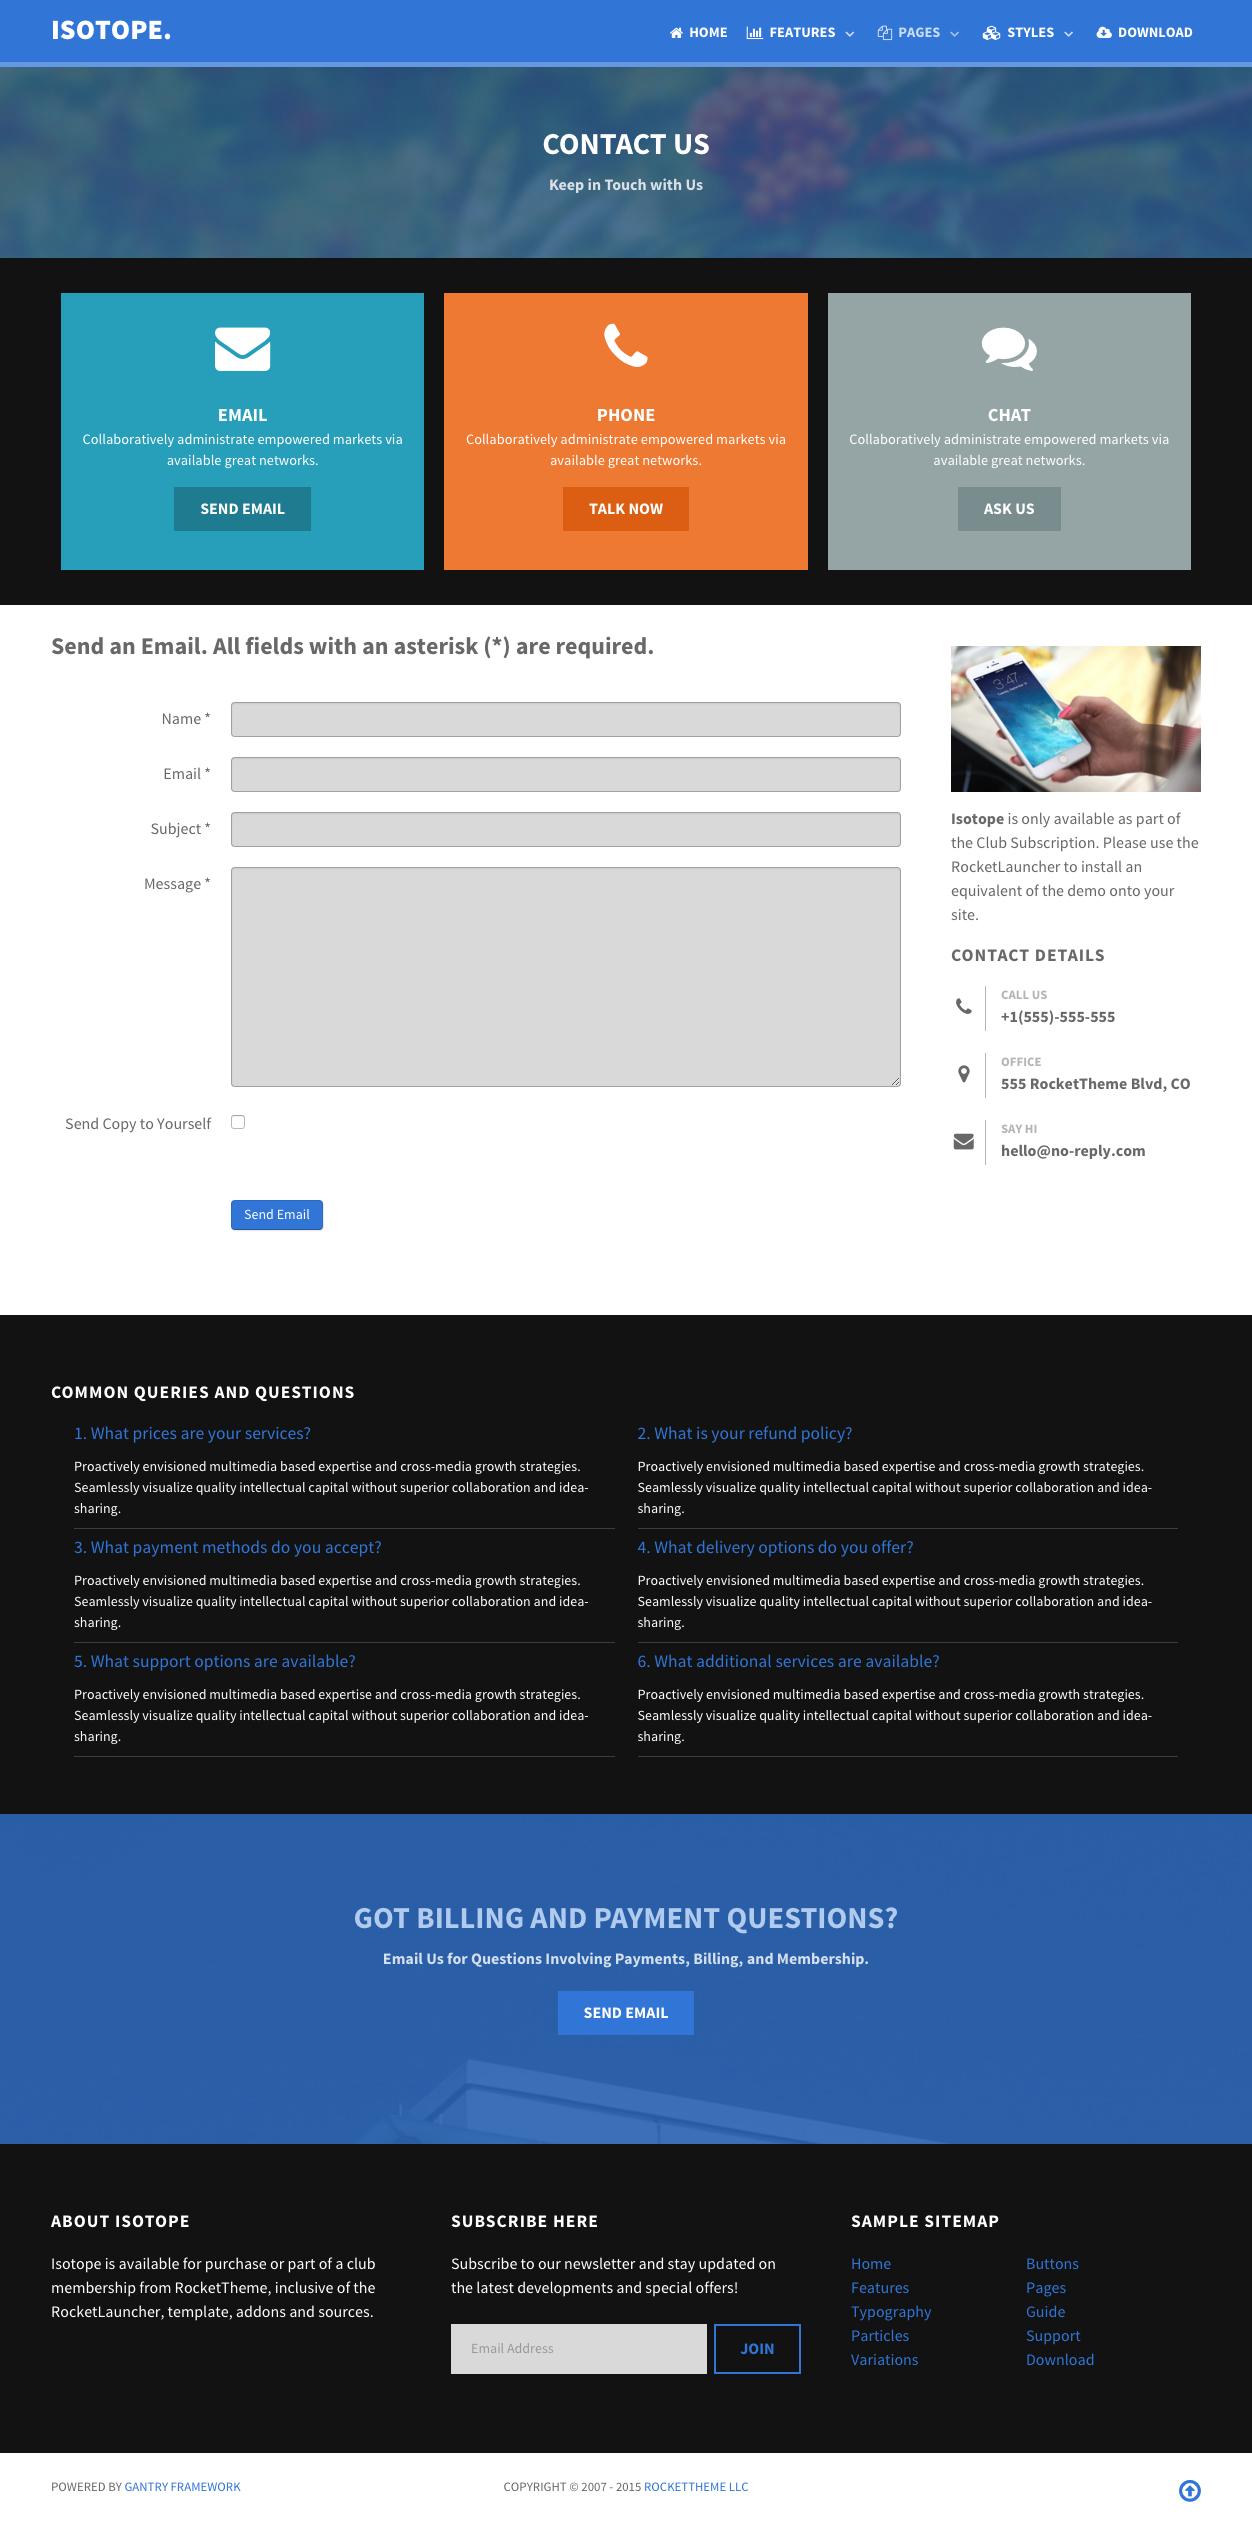 ISOTOPE.
HOME
FEATURES
PAGES
STYLES
DOWNLOAD
CONTACT US
Keep in Touch with Us
EMAIL
Collaboratively administrate empowered markets via
available great networks.
SEND EMAIL
PHONE
Collaboratively administrate empowered markets via
available great networks.
TALK NOW
CHAT
Collaboratively administrate empowered markets via
available great networks.
ASK US
Send an Email. All fields with an asterisk (*) are required.
Name *
Email *
Subject *
Message *
Send Copy to Yourself
Send Email
3:47
Isotope is only available as part of
the Club Subscription. Please use the
RocketLauncher to install an
equivalent of the demo onto your
site.
CONTACT DETAILS
CALL US
+1(555)-555-555
OFFICE
555 RocketTheme Blvd, CO
SAY HI
hello@no-reply.com
COMMON QUERIES AND QUESTIONS
1. What prices are your services?
Proactively envisioned multimedia based expertise and cross-media growth strategies.
Seamlessly visualize quality intellectual capital without superior collaboration and idea-
sharing.
2. What is your refund policy?
Proactively envisioned multimedia based expertise and cross-media growth strategies.
Seamlessly visualize quality intellectual capital without superior collaboration and idea-
sharing.
3. What payment methods do you accept?
Proactively envisioned multimedia based expertise and cross-media growth strategies.
Seamlessly visualize quality intellectual capital without superior collaboration and idea-
sharing.
4. What delivery options do you offer?
Proactively envisioned multimedia based expertise and cross-media growth strategies.
Seamlessly visualize quality intellectual capital without superior collaboration and idea-
sharing.
5. What support options are available?
Proactively envisioned multimedia based expertise and cross-media growth strategies.
Seamlessly visualize quality intellectual capital without superior collaboration and idea-
sharing.
6. What additional services are available?
Proactively envisioned multimedia based expertise and cross-media growth strategies.
Seamlessly visualize quality intellectual capital without superior collaboration and idea-
sharing.
GOT BILLING AND PAYMENT QUESTIONS?
Email Us for Questions Involving Payments, Billing, and Membership.
SEND EMAIL
ABOUT ISOTOPE
Isotope is available for purchase or part of a club
membership from RocketTheme, inclusive of the
RocketLauncher, template, addons and sources.
SUBSCRIBE HERE
Subscribe to our newsletter and stay updated on
the latest developments and special offers!
Email Address
JOIN
SAMPLE SITEMAP
Home
Features
Typography
Particles
Variations
Buttons
Pages
Guide
Support
Download
POWERED BY GANTRY FRAMEWORK
COPYRIGHT © 2007 - 2015 ROCKETTHEME LLC